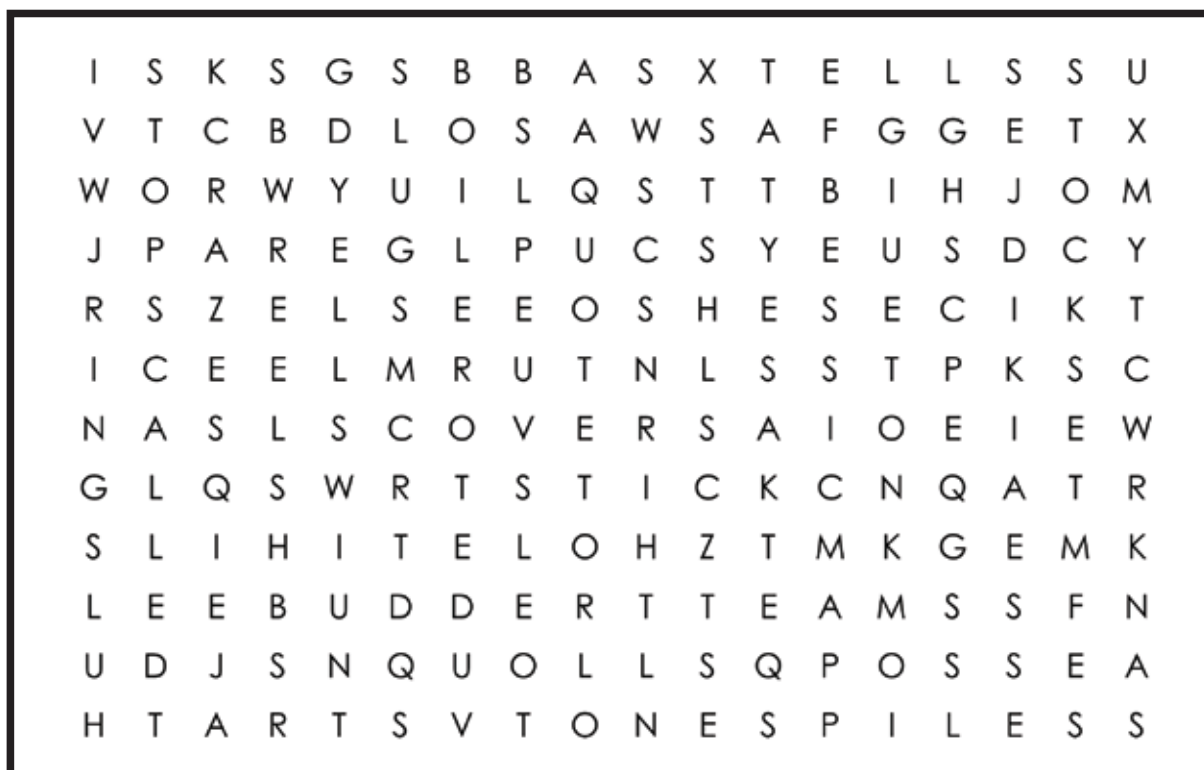 I S K S G S B B A S X T E L L S S U
V T C B D L O S A W S A F G G E T X
W O R W Y U I L Q S T T B I H J O M
J P A R E G L P U C S Y E U S D C Y
R S Z E L S E E O S H E S E C I K T
I C E E L M R U T N L S S T P K S C
N A S L S C O V E R S A I O E I E W
G L Q S W R T S T I C K C N Q A T R
S L I H I T E L O H Z T M K G E M K
L E E B U D D E R T T E A M S S F N
U D J S N Q U O L L S Q P O S S E A
H T A R T S V T O N E S P I L E S S